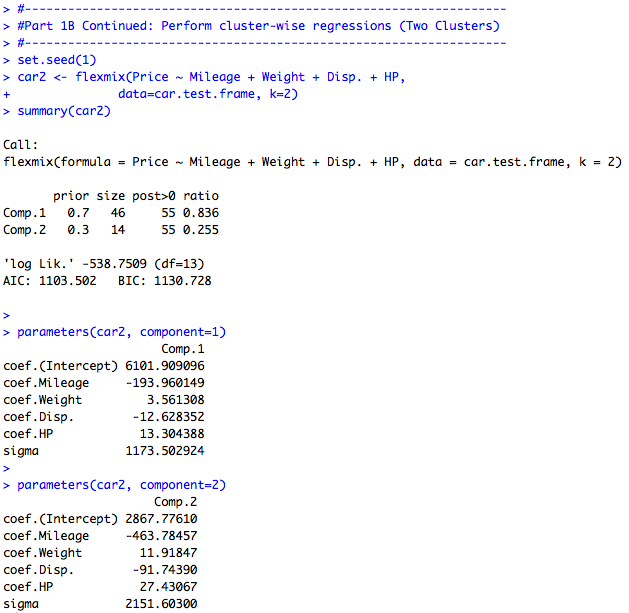 > #-----------------------------------------------------------
> #Part 1B Continued: Perform cluster-wise regressions (Two Clusters)
> #-----------------------------------------------------------
> set.seed(1)
> car2 <- flexmix(Price ~ Mileage + Weight + Disp. + HP,
+               data=car.test.frame, k=2)
> summary(car2)

Call:
flexmix(formula = Price ~ Mileage + Weight + Disp. + HP, data = car.test.frame, k = 2)

       prior size post>0 ratio
Comp.1   0.7   46     55 0.836
Comp.2   0.3   14     55 0.255

'log Lik.' -538.7509 (df=13)
AIC: 1103.502   BIC: 1130.728

>
> parameters(car2, component=1)
                      Comp.1
coef.(Intercept) 6101.909096
coef.Mileage     -193.960149
coef.Weight         3.561308
coef.Disp.        -12.628352
coef.HP            13.304388
sigma            1173.502924
>
> parameters(car2, component=2)
                     Comp.2
coef.(Intercept) 2867.77610
coef.Mileage     -463.78457
coef.Weight        11.91847
coef.Disp.        -91.74390
coef.HP            27.43067
sigma            2151.60300